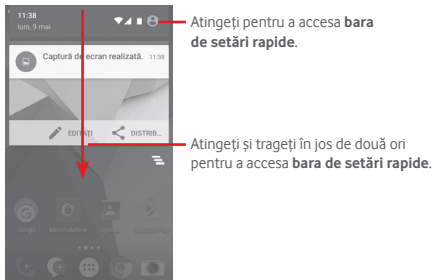 11:38
luni, 9 mai
Captură de ecran realizată. 11:38
EDITAȚI
DISTRIB...
Google
Atingeți pentru a accesa bara
de setări rapide.
Atingeți și trageți în jos de două ori
pentru a accesa bara de setări rapide.